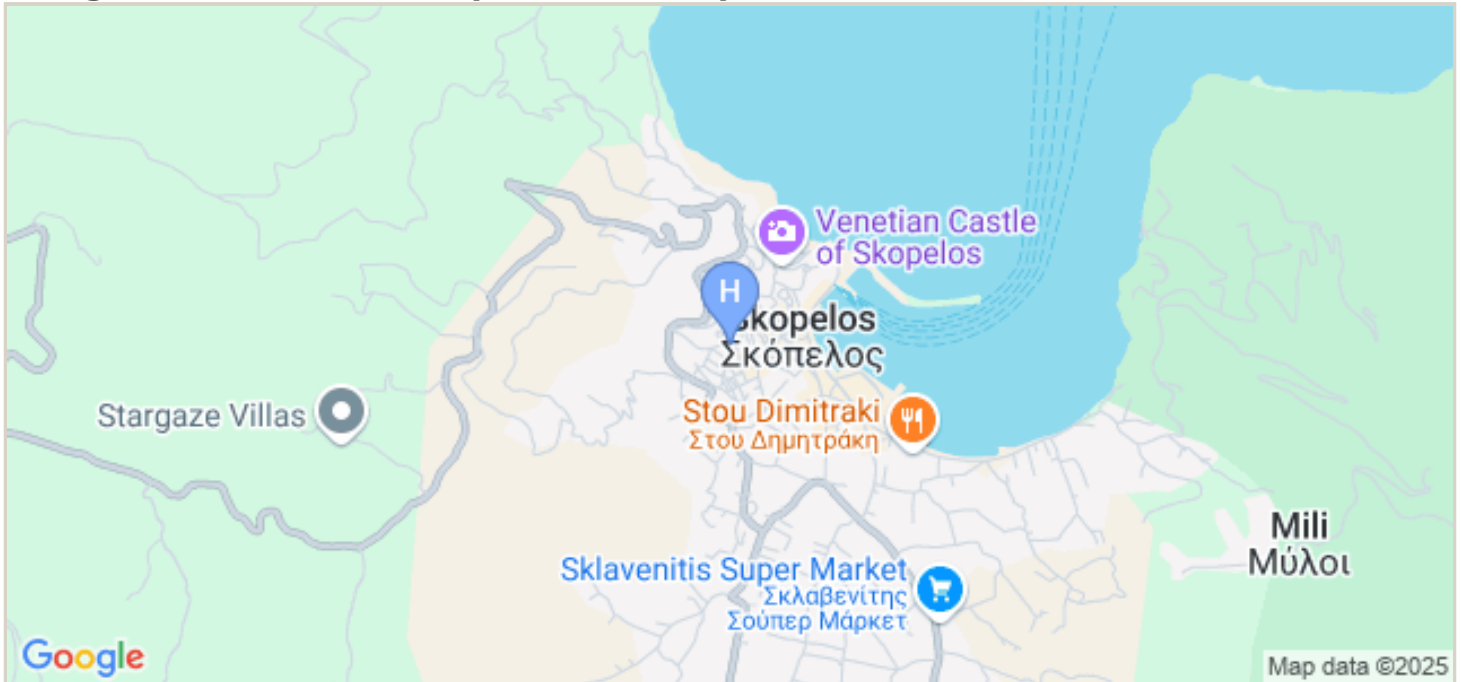 Venetian Castle
of Skopelos
H
Skopelos
Σκόπελος
Stargaze Villas
Stou Dimitraki
Στου Δημητράκη
Mili
Μύλοι
Sklavenitis Super Market
Σκλαβενίτης
Σούπερ Μάρκετ
Google
Map data ©2025